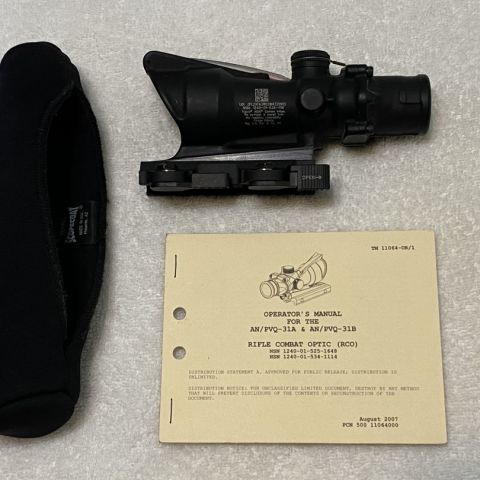 TM 11064-OR/1
OPERATOR'S MANUAL
FOR THE
AN/PVQ-31A & AN/PVQ-31B
RIFLE COMBAT OPTIC (RCO)
NSN 1240-01-525-1648
NSN 1240-01-534-1114
DISTRIBUTION STATEMENT A. APPROVED FOR PUBLIC RELEASE; DISTRIBUTION IS
UNLIMITED.
DISTRIBUTION NOTICE: FOR UNCLASSIFIED LIMITED DOCUMENT, DESTROY BY ANY METHOD
THAT WILL PREVENT DISCLOSURE OF THE CONTENTS OR RECONSTRUCTION OF THE
DOCUMENT.
August 2007
PCN 500 11064000
OPEN
SCOPECOAT